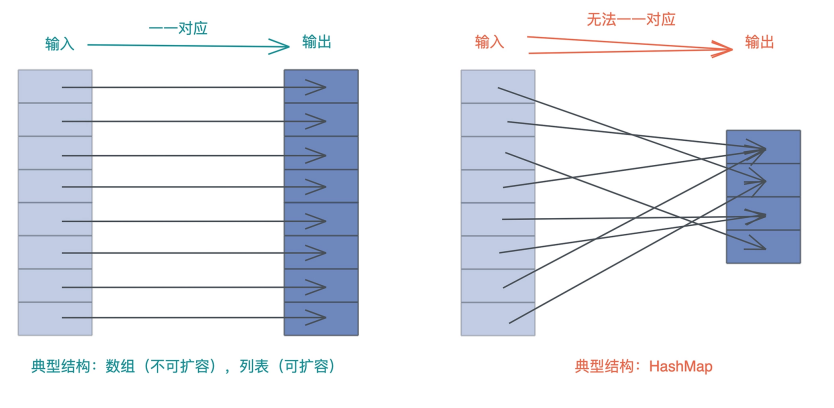 一一对应
输入
输出
典型结构：数组（不可扩容），列表（可扩容）
无法一一对应
输入
输出
典型结构：HashMap